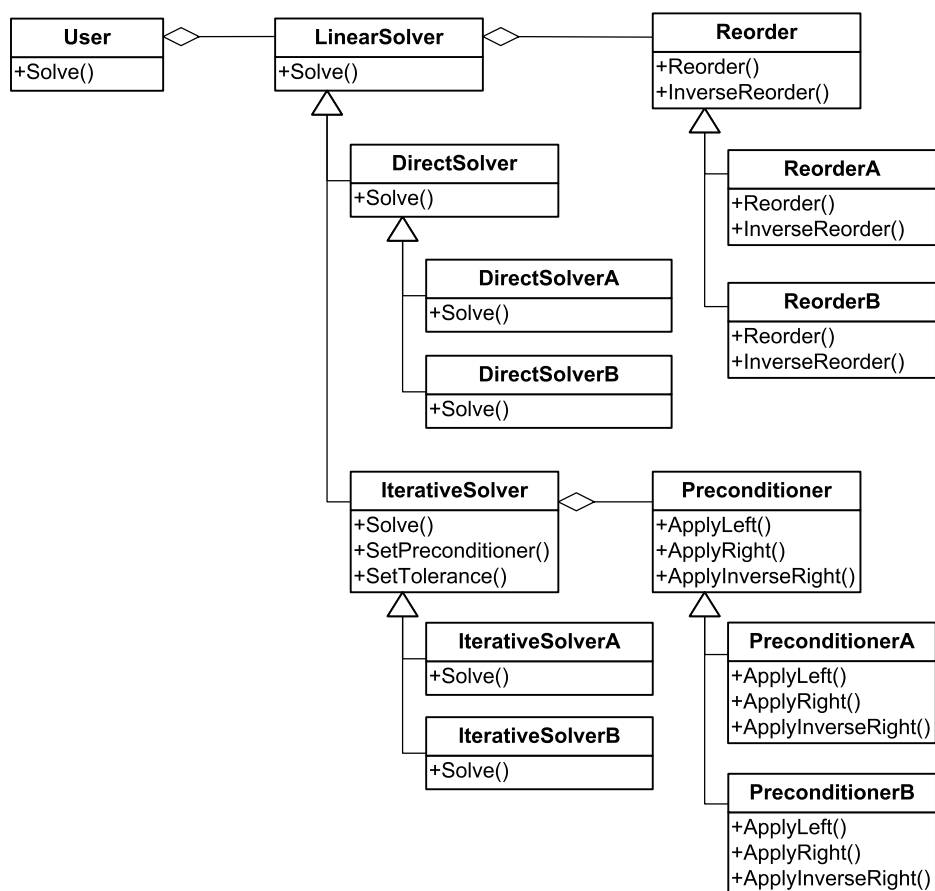 User
+Solve()
LinearSolver
+Solve()
Reorder
+Reorder()
+InverseReorder()
ReorderA
+Reorder()
+InverseReorder()
ReorderB
+Reorder()
+InverseReorder()
DirectSolver
+Solve()
DirectSolverA
+Solve()
DirectSolverB
+Solve()
IterativeSolver
+Solve()
+SetPreconditioner()
+SetTolerance()
IterativeSolverA
+Solve()
IterativeSolverB
+Solve()
Preconditioner
+ApplyLeft()
+ApplyRight()
+ApplyInverseRight()
PreconditionerA
+ApplyLeft()
+ApplyRight()
+ApplyInverseRight()
PreconditionerB
+ApplyLeft()
+ApplyRight()
+ApplyInverseRight()